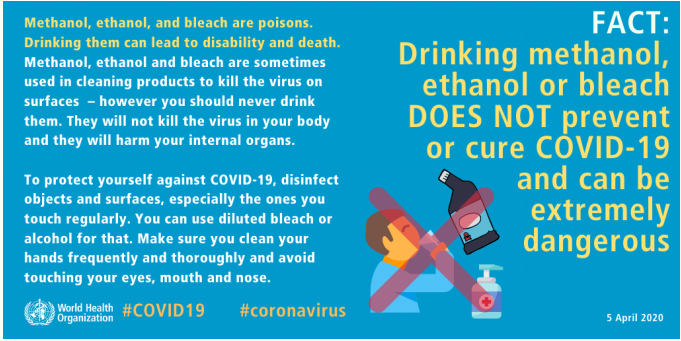 Methanol, ethanol, and bleach are poisons.
Drinking them can lead to disability and death.
Methanol, ethanol and bleach are sometimes
used in cleaning products to kill the virus on
surfaces – however you should never drink
them. They will not kill the virus in your body
and they will harm your internal organs.
To protect yourself against COVID-19, disinfect
objects and surfaces, especially the ones you
touch regularly. You can use diluted bleach or
alcohol for that. Make sure you clean your
hands frequently and thoroughly and avoid
touching your eyes, mouth and nose.
World Health
Organization
#COVID19 #coronavirus
FACT:
Drinking methanol,
ethanol or bleach
DOES NOT prevent
or cure COVID-19
and can be
extremely
dangerous
5 April 2020